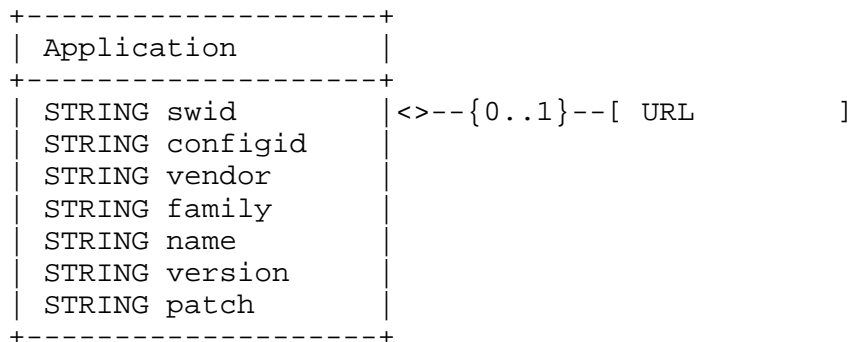 +--------------------+
| Application        |
+--------------------+
| STRING swid        |<>--{0..1}--[ URL        ]
| STRING configid    |
| STRING vendor      |
| STRING family      |
| STRING name        |
| STRING version     |
| STRING patch       |
+--------------------+